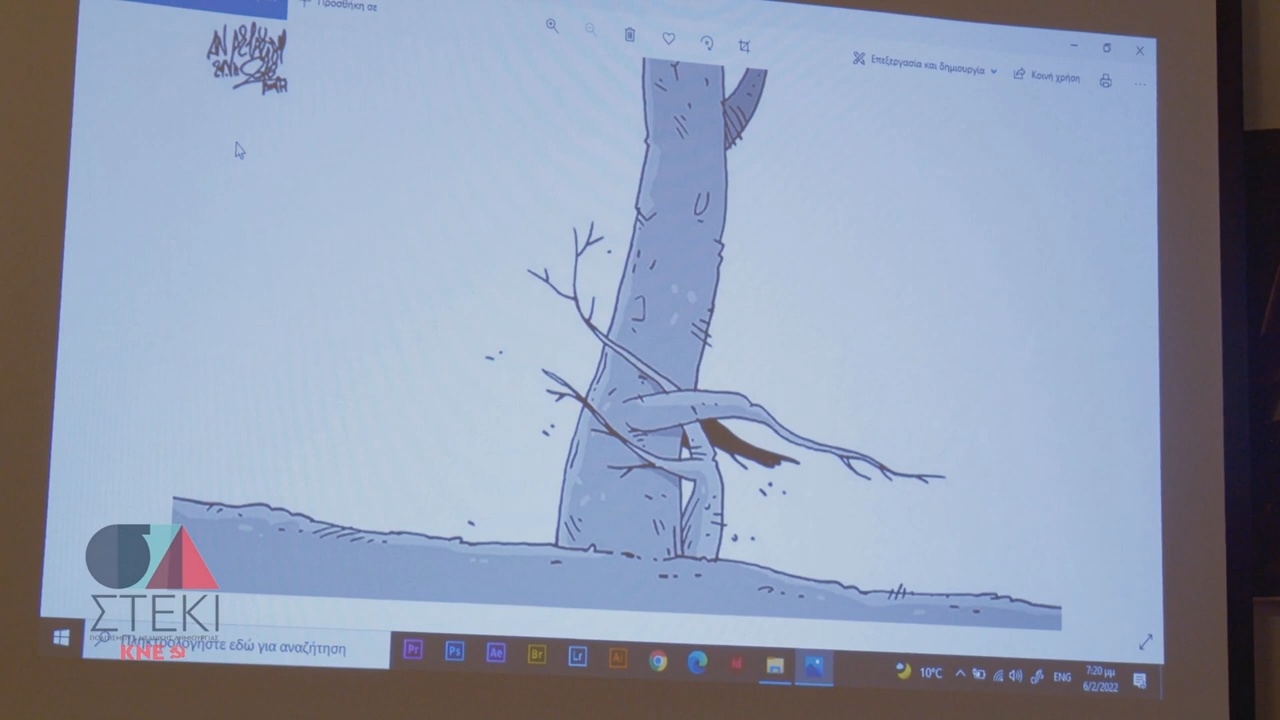 Προσθήκη σε
Επεξεργασία και δημιουργία
Κοινή χρήση
ΣΤΕΚΙ
ΚΝΕ
Πληκτρολογήστε εδώ για αναζήτηση
Pr Ps Ae Br Lr Ai Id
10°C
ENG
7:20 μμ
6/2/2022